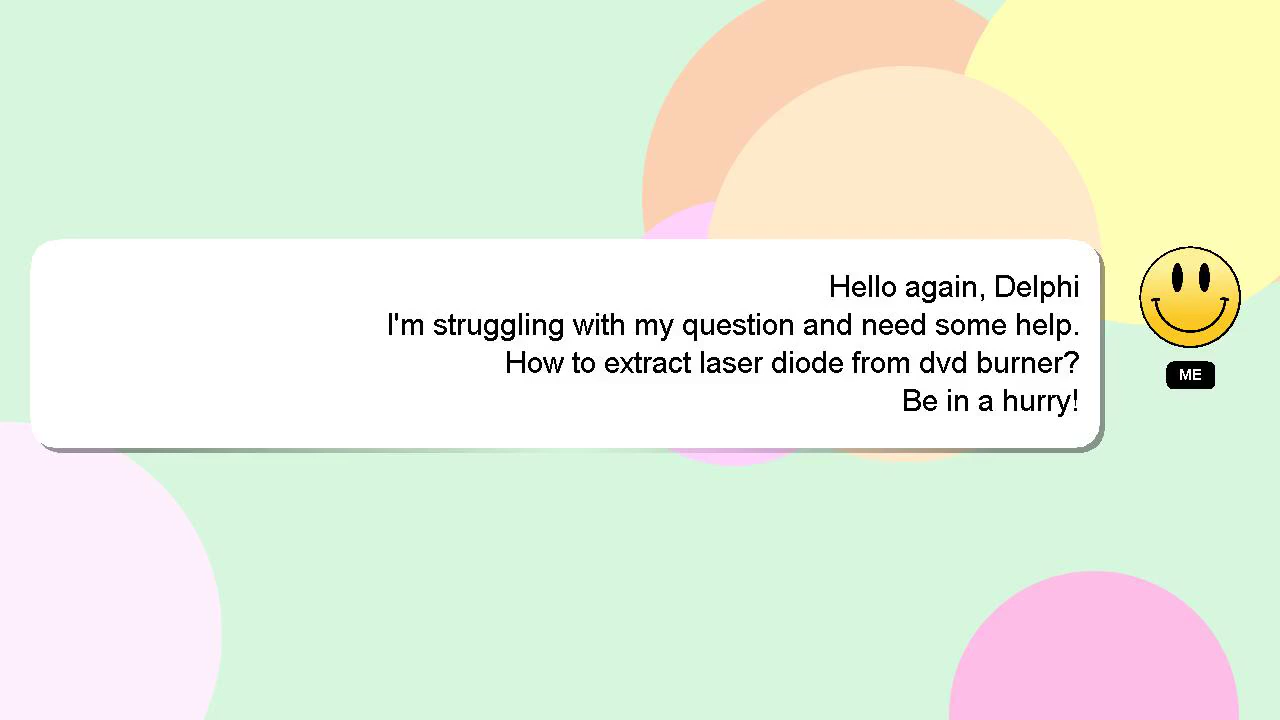 Hello again, Delphi
I'm struggling with my question and need some help.
How to extract laser diode from dvd burner?
Be in a hurry!
ME